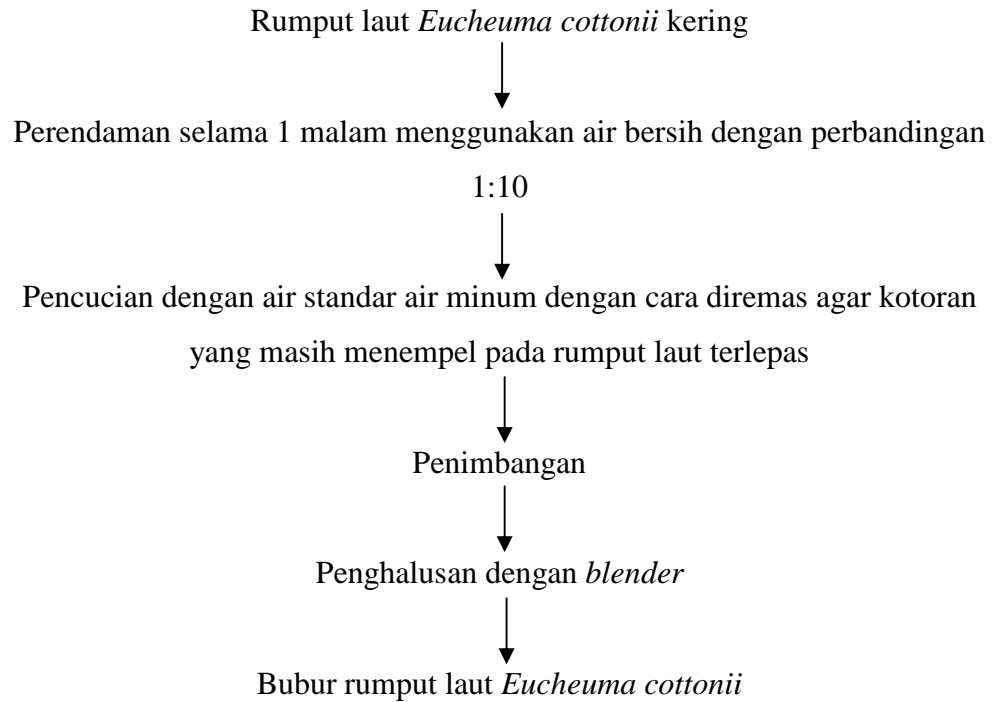 Rumput laut Eucheuma cottonii kering
Perendaman selama 1 malam menggunakan air bersih dengan perbandingan
1:10
Pencucian dengan air standar air minum dengan cara diremas agar kotoran
yang masih menempel pada rumput laut terlepas
Penimbangan
Penghalusan dengan blender
Bubur rumput laut Eucheuma cottonii